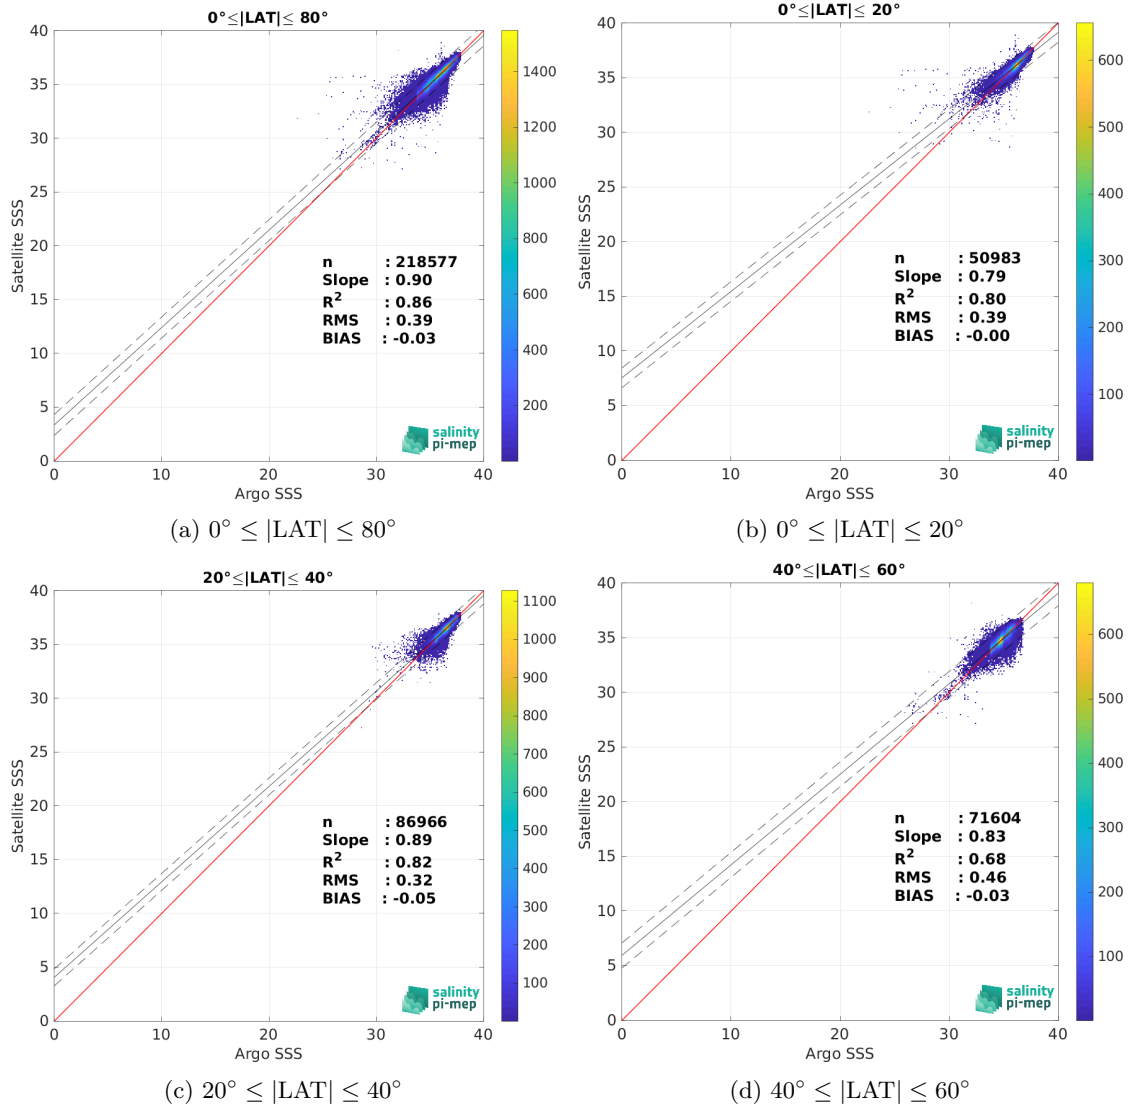 0°≤|LAT|≤ 80°
40
35
30
25
20
15
10
5
0
0
10
20
30
40
Satellite SSS
Argo SSS
1400
1200
1000
800
600
400
200
n : 218577
Slope : 0.90
R² : 0.86
RMS : 0.39
BIAS : -0.03
salinity
pi-mep
(a) 0° ≤ |LAT| ≤ 80°
0°≤|LAT|≤ 20°
40
35
30
25
20
15
10
5
0
0
10
20
30
40
Satellite SSS
Argo SSS
600
500
400
300
200
100
n : 50983
Slope : 0.79
R² : 0.80
RMS : 0.39
BIAS : -0.00
salinity
pi-mep
(b) 0° ≤ |LAT| ≤ 20°
20°≤|LAT|≤ 40°
40
35
30
25
20
15
10
5
0
0
10
20
30
40
Satellite SSS
Argo SSS
1100
1000
900
800
700
600
500
400
300
200
100
n : 86966
Slope : 0.89
R² : 0.82
RMS : 0.32
BIAS : -0.05
salinity
pi-mep
(c) 20° ≤ |LAT| ≤ 40°
40°≤|LAT|≤ 60°
40
35
30
25
20
15
10
5
0
0
10
20
30
40
Satellite SSS
Argo SSS
600
500
400
300
200
100
n : 71604
Slope : 0.83
R² : 0.68
RMS : 0.46
BIAS : -0.03
salinity
pi-mep
(d) 40° ≤ |LAT| ≤ 60°